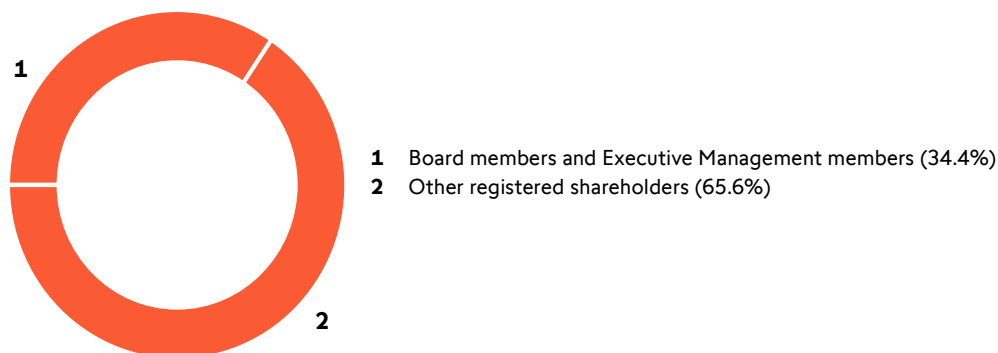 1
1 Board members and Executive Management members (34.4%)
2 Other registered shareholders (65.6%)
2